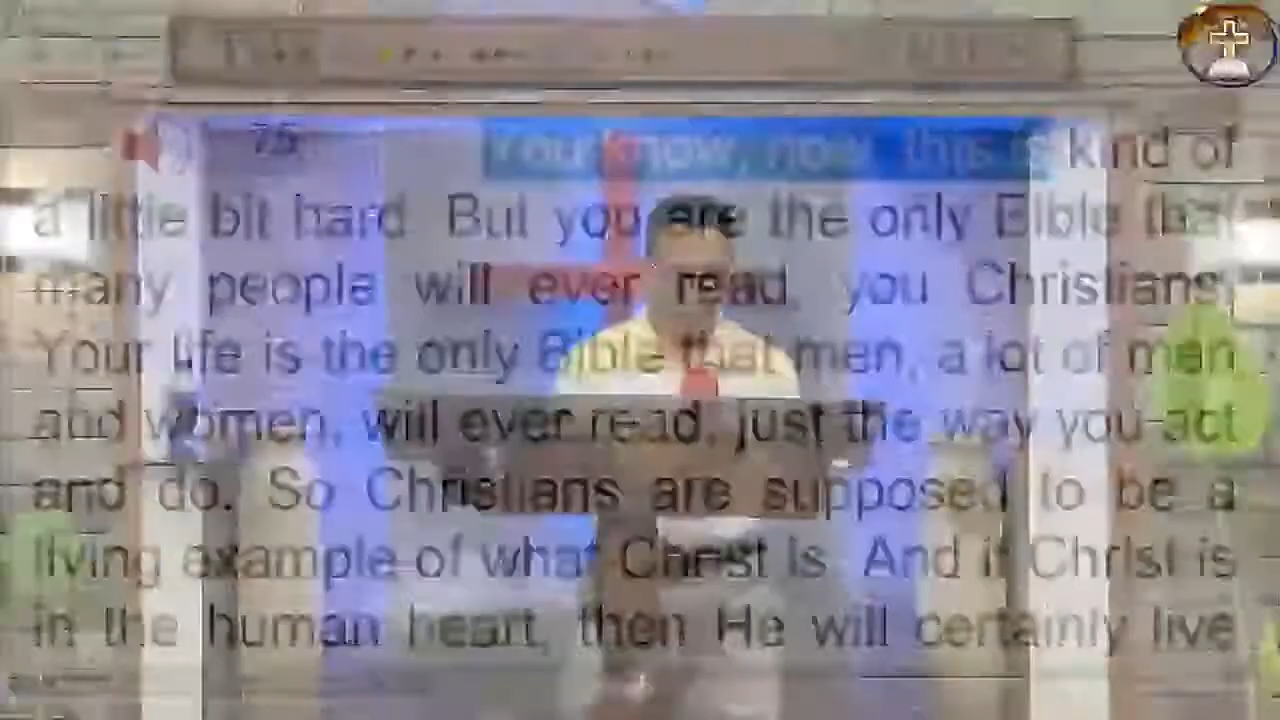 75 You know, now, this is kind of
a little bit hard. But you are the only Bible that
many people will ever read, you Christians.
Your life is the only Bible that men, a lot of men
and women, will ever read, just the way you act
and do. So Christians are supposed to be a
living example of what Christ is. And if Christ is
in the human heart, then He will certainly live